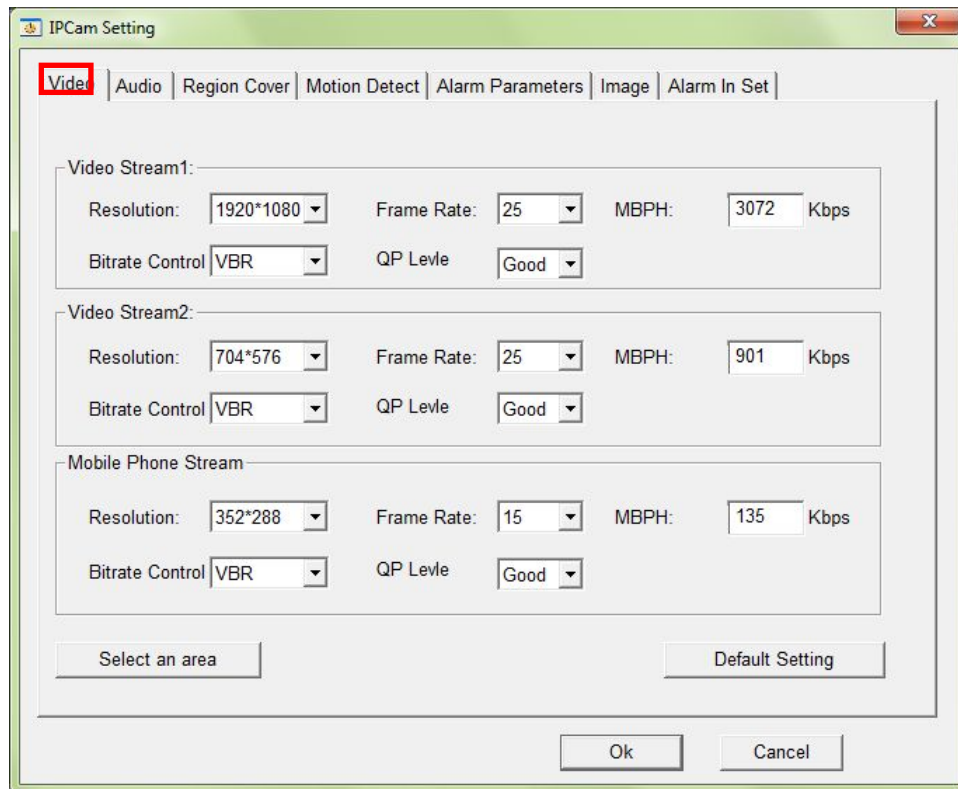 IPCam Setting
Video Audio Region Cover Motion Detect Alarm Parameters Image Alarm In Set
Video Stream1:
Resolution: 1920*1080 Frame Rate: 25 MBPH: 3072 Kbps
Bitrate Control VBR QP Levle Good
Video Stream2:
Resolution: 704*576 Frame Rate: 25 MBPH: 901 Kbps
Bitrate Control VBR QP Levle Good
Mobile Phone Stream
Resolution: 352*288 Frame Rate: 15 MBPH: 135 Kbps
Bitrate Control VBR QP Levle Good
Select an area Default Setting
Ok Cancel